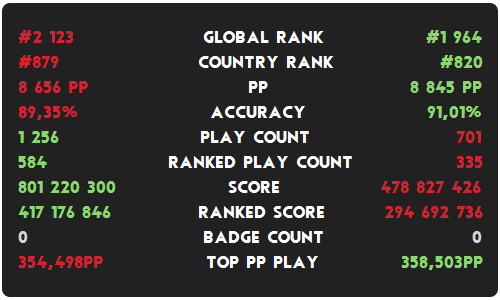 #2 123 GLOBAL RANK #1 964
#879 COUNTRY RANK #820
8 656 PP PP 8 845 PP
89,35% ACCURACY 91,01%
1 256 PLAY COUNT 701
584 RANKED PLAY COUNT 335
801 220 300 SCORE 478 827 426
417 176 846 RANKED SCORE 294 692 736
0 BADGE COUNT 0
354,498PP TOP PP PLAY 358,503PP